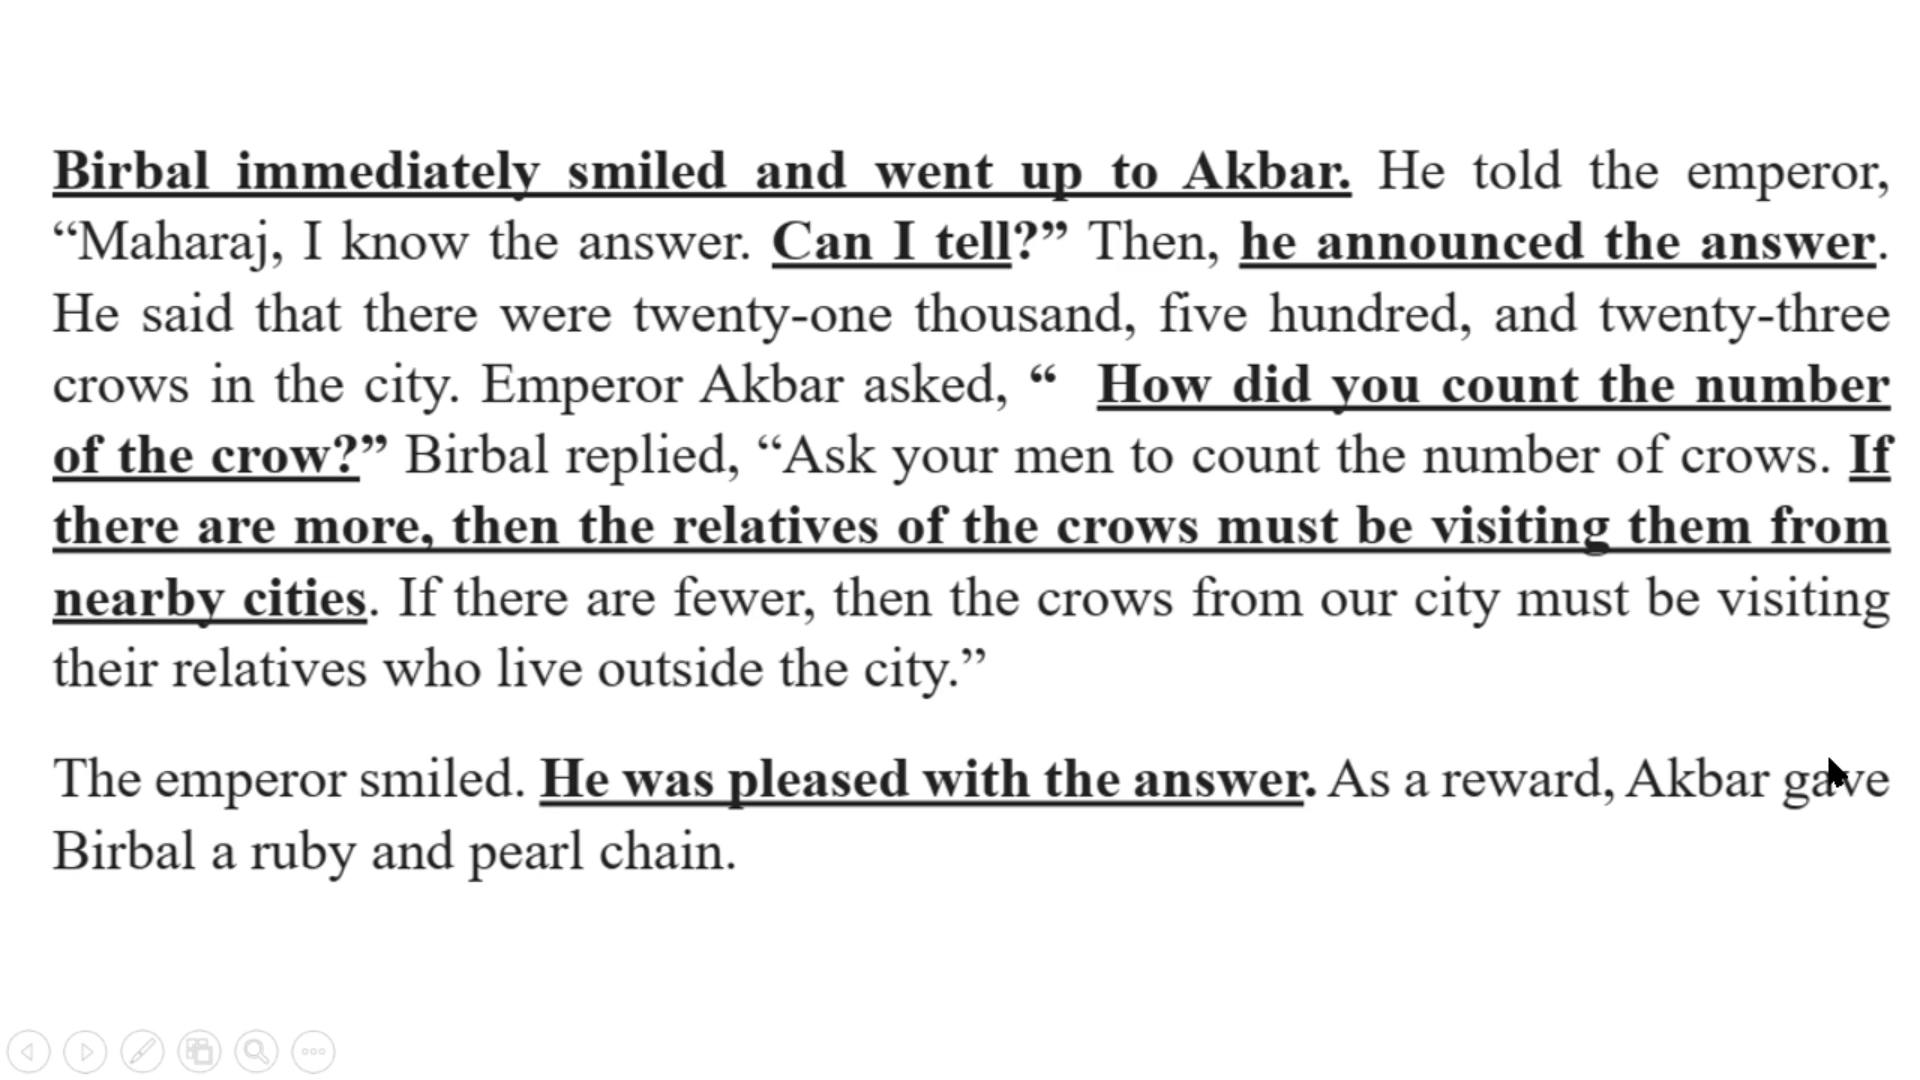 Birbal immediately smiled and went up to Akbar. He told the emperor,
“Maharaj, I know the answer. Can I tell?” Then, he announced the answer.
He said that there were twenty-one thousand, five hundred, and twenty-three
crows in the city. Emperor Akbar asked, “ How did you count the number
of the crow?” Birbal replied, “Ask your men to count the number of crows. If
there are more, then the relatives of the crows must be visiting them from
nearby cities. If there are fewer, then the crows from our city must be visiting
their relatives who live outside the city.”
The emperor smiled. He was pleased with the answer. As a reward, Akbar gave
Birbal a ruby and pearl chain.